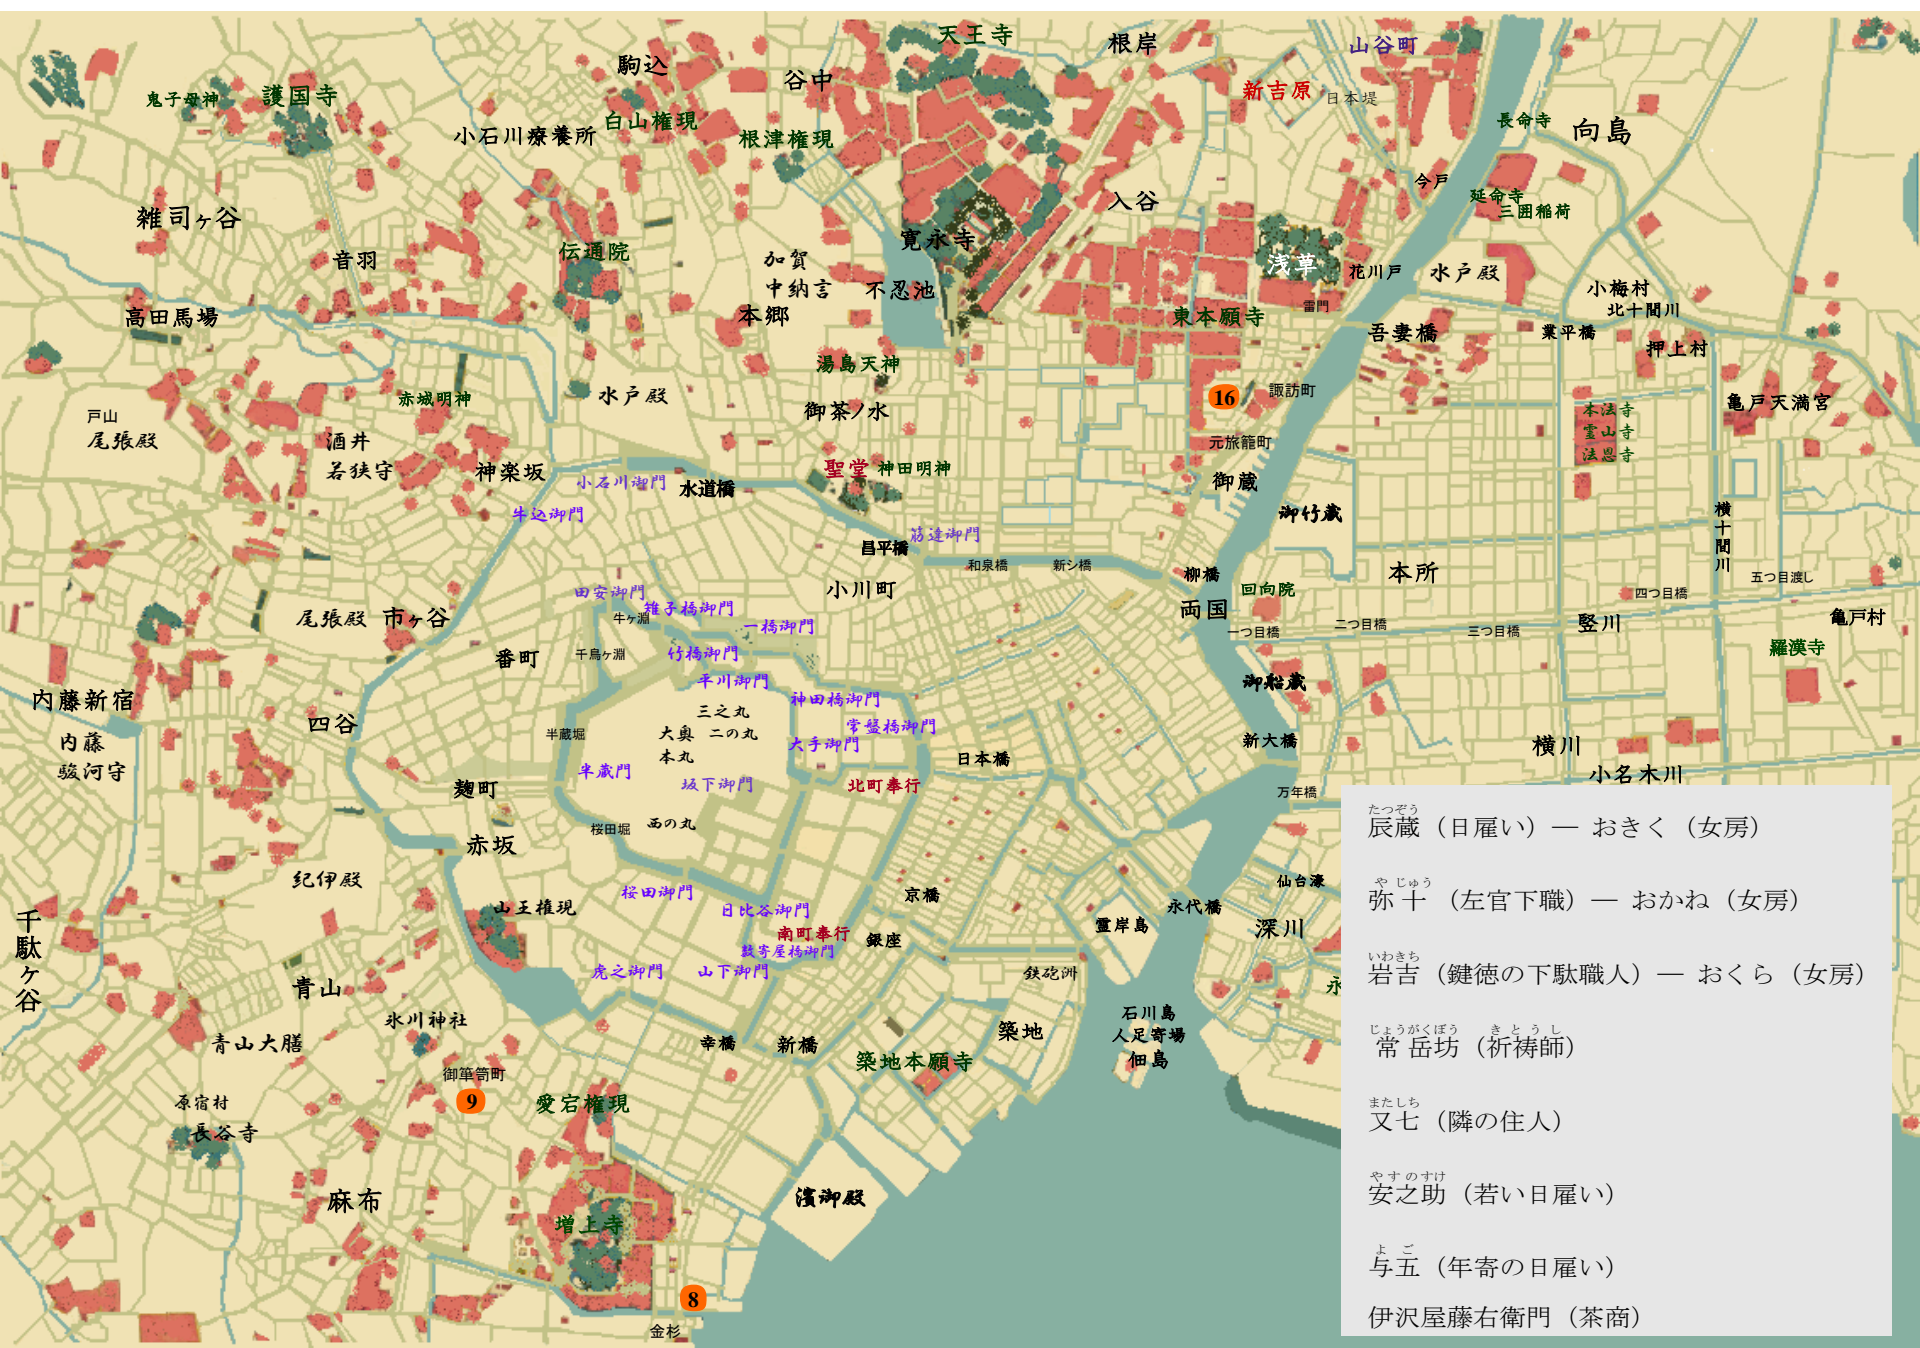 天王寺
根岸
山谷町
駒込
谷中
新吉原
日本堤
鬼子母神
護国寺
小石川療養所
白山権現
根津権現
長命寺
向島
今戸
延命寺
三囲稲荷
雑司ヶ谷
入谷
音羽
伝通院
寛永寺
加賀
中納言
不忍池
浅草
花川戸
水戸殿
小梅村
北十間川
高田馬場
本郷
東本願寺
雷門
吾妻橋
業平橋
押上村
湯島天神
赤城明神
水戸殿
御茶ノ水
16
諏訪町
亀戸天満宮
本法寺
霊山寺
法恩寺
戸山
尾張殿
酒井
若狭守
神楽坂
聖堂
神田明神
元旅籠町
御蔵
小石川御門
水道橋
牛込御門
御竹蔵
横十間川
昌平橋
筋違御門
和泉橋
新シ橋
柳橋
本所
五つ目渡し
田安御門
小川町
回向院
四つ目橋
雉子橋御門
牛ヶ淵
一橋御門
両国
一つ目橋
二つ目橋
三つ目橋
竪川
亀戸村
尾張殿
市ヶ谷
番町
千鳥ヶ淵
竹橋御門
羅漢寺
平川御門
御船蔵
内藤新宿
神田橋御門
四谷
三之丸
常盤橋御門
大奥
二の丸
大手御門
半蔵堀
本丸
日本橋
新大橋
横川
内藤
駿河守
半蔵門
坂下御門
北町奉行
小名木川
麹町
万年橋
桜田堀
西の丸
赤坂
紀伊殿
桜田御門
京橋
仙台濠
山王権現
日比谷御門
永代橋
千駄ヶ谷
南町奉行
銀座
霊岸島
深川
数寄屋橋御門
虎之御門
山下御門
鉄砲洲
永
青山
氷川神社
石川島
人足寄場
佃島
築地
青山大膳
幸橋
新橋
築地本願寺
御箪笥町
9
愛宕権現
原宿村
長谷寺
麻布
濱御殿
増上寺
8
金杉
たつぞう
辰蔵（日雇い）— おきく（女房）
や じゅう
弥十（左官下職）— おかね（女房）
いわきち
岩吉（鍵徳の下駄職人）— おくら（女房）
じょうがくぼう きとうし
常岳坊（祈祷師）
またしち
又七（隣の住人）
やすのすけ
安之助（若い日雇い）
よご
与五（年寄の日雇い）
伊沢屋藤右衛門（茶商）